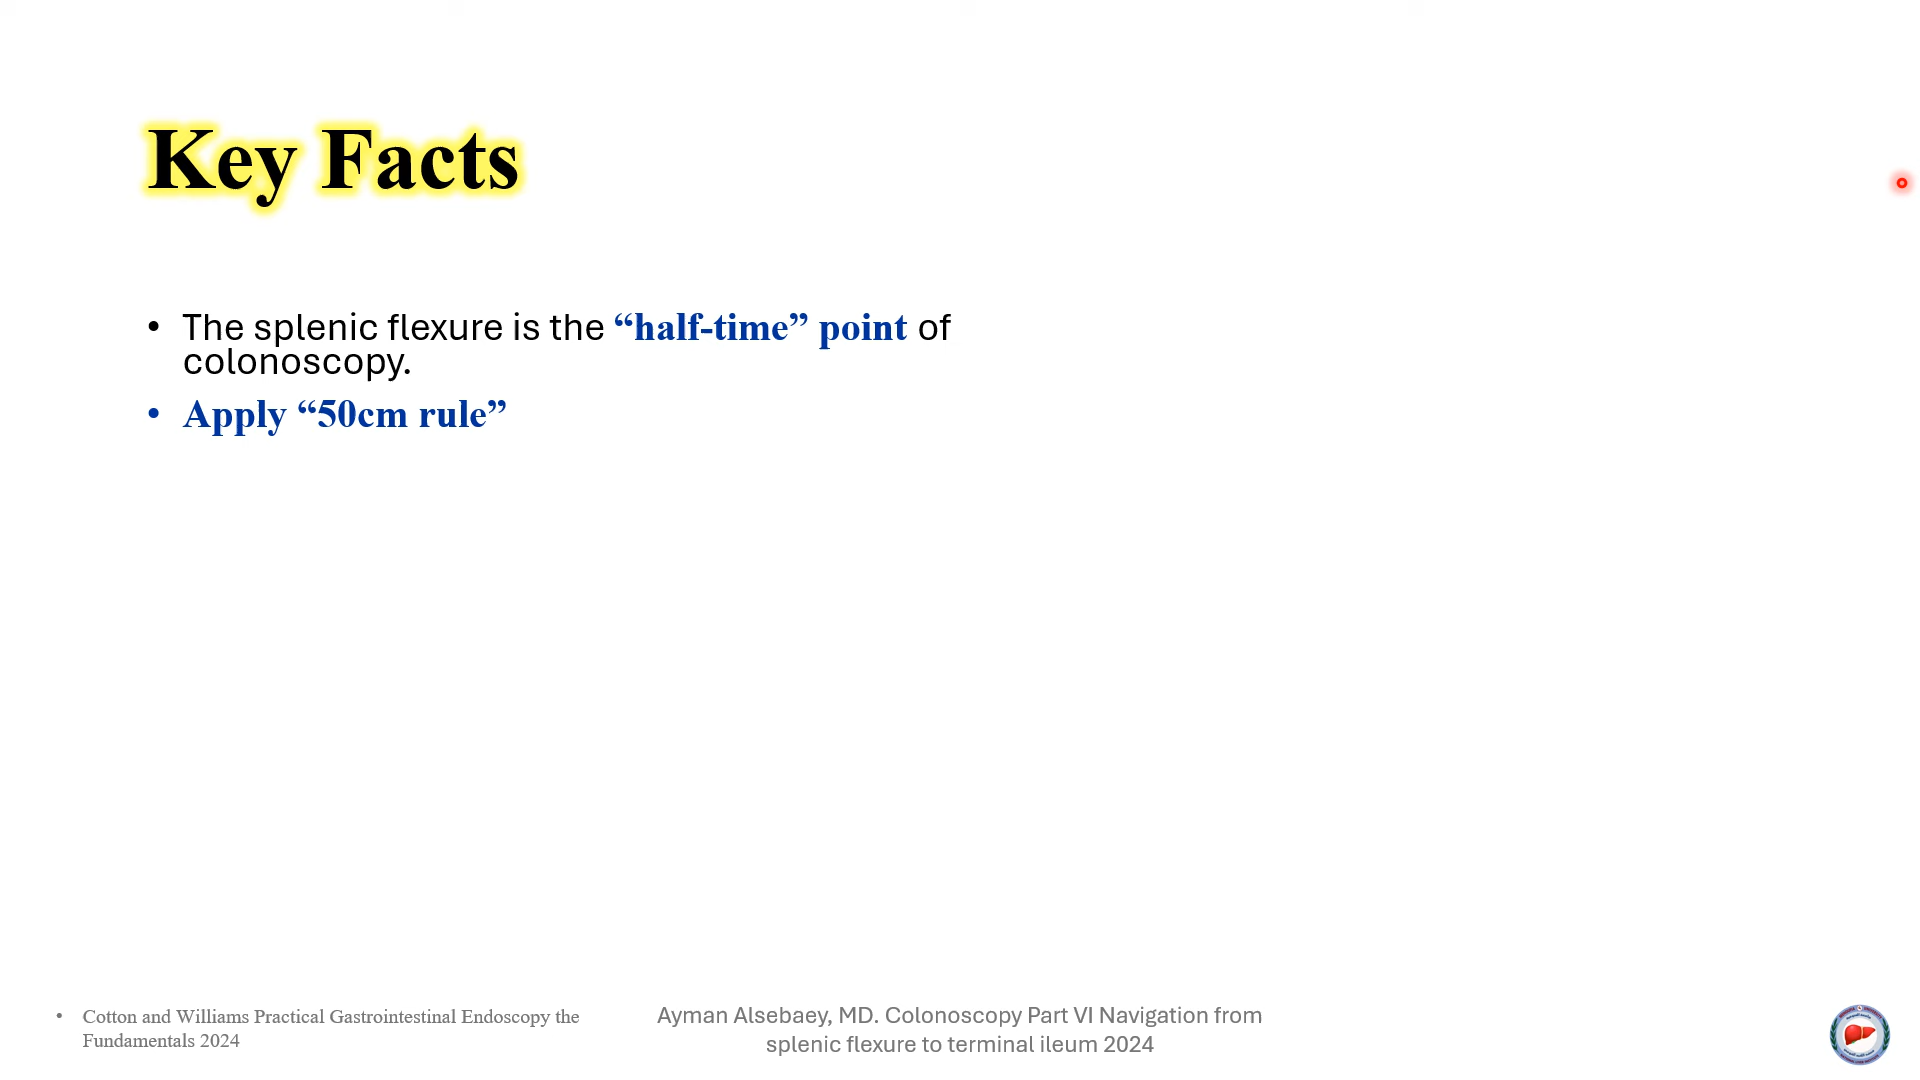 Key Facts
• The splenic flexure is the “half-time” point of
colonoscopy.
• Apply “50cm rule”
• Cotton and Williams Practical Gastrointestinal Endoscopy the
Fundamentals 2024
Ayman Alsebaey, MD. Colonoscopy Part VI Navigation from
splenic flexure to terminal ileum 2024